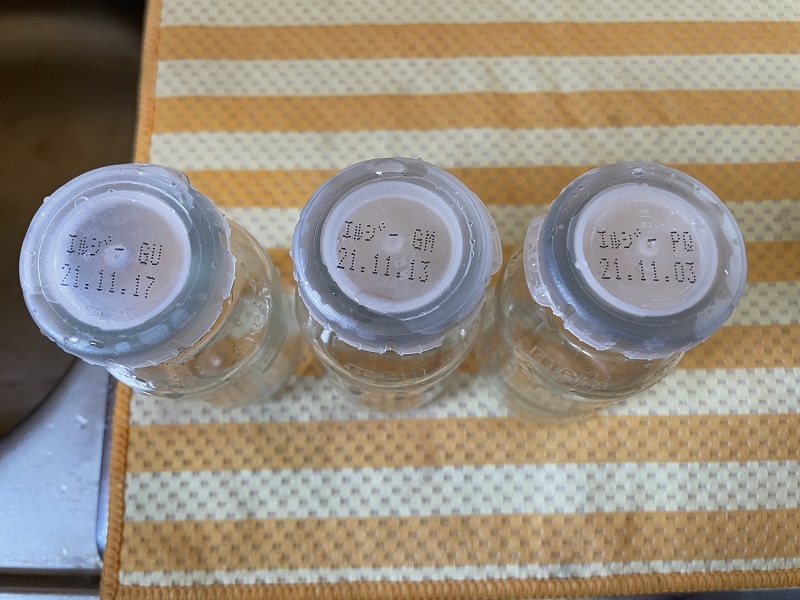 ｴﾙｼﾞｰ GU
21.11.17
ｴﾙｼﾞｰ GM
21.11.13
ｴﾙｼﾞｰ PQ
21.11.03